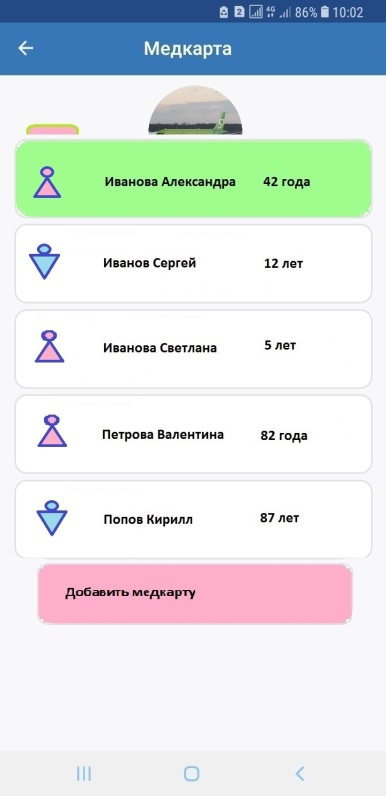 4G 86% 10:02
Медкарта
Иванова Александра 42 года
Иванов Сергей 12 лет
Иванова Светлана 5 лет
Петрова Валентина 82 года
Попов Кирилл 87 лет
Добавить медкарту